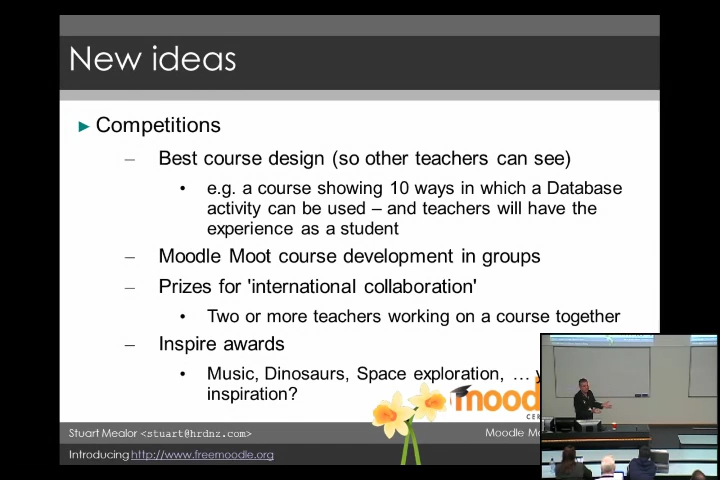 New ideas
► Competitions
– Best course design (so other teachers can see)
• e.g. a course showing 10 ways in which a Database
activity can be used – and teachers will have the
experience as a student
– Moodle Moot course development in groups
– Prizes for 'international collaboration'
• Two or more teachers working on a course together
– Inspire awards
• Music, Dinosaurs, Space exploration, …
inspiration?
Stuart Mealor <stuart@hrdnz.com>
Moodle
Introducing http://www.freemoodle.org